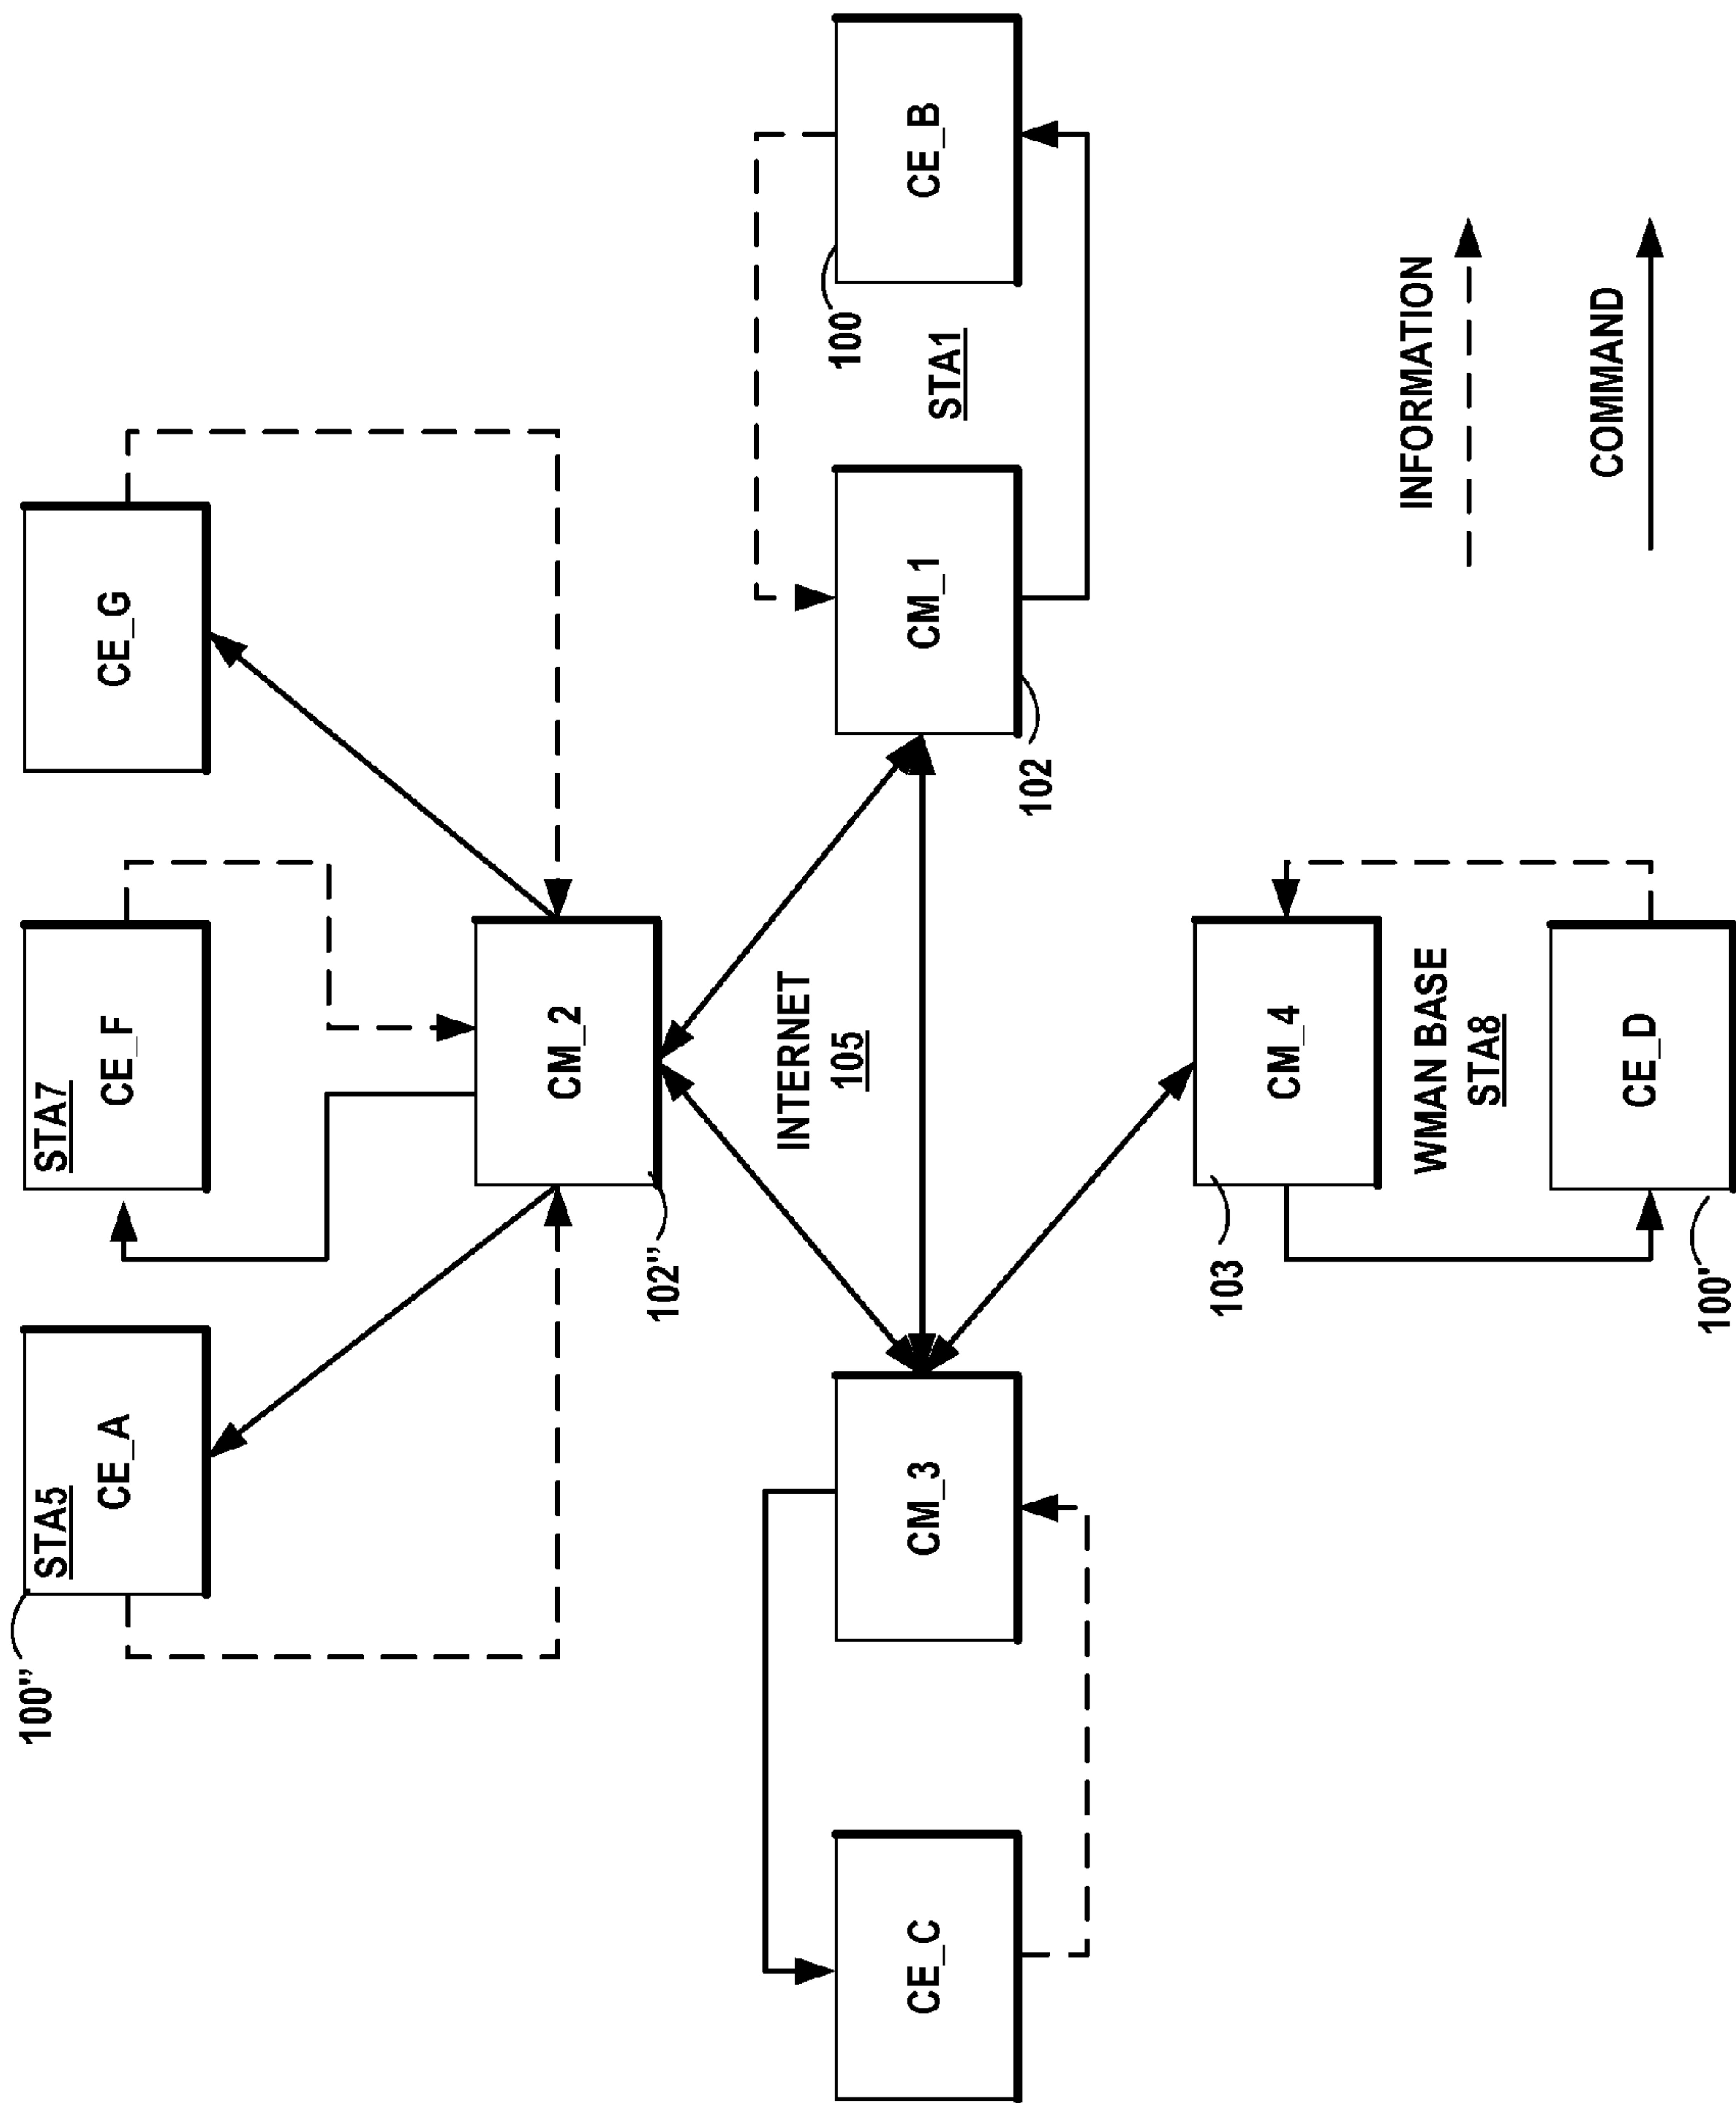 100"
STA5
CE_A
STA7
CE_F
CE_G
CM_2
102"
INTERNET
105
CE_C
CM_3
CM_1
102
STA1
100
CE_B
103
CM_4
WMAN BASE
STA8
CE_D
100'
INFORMATION
COMMAND